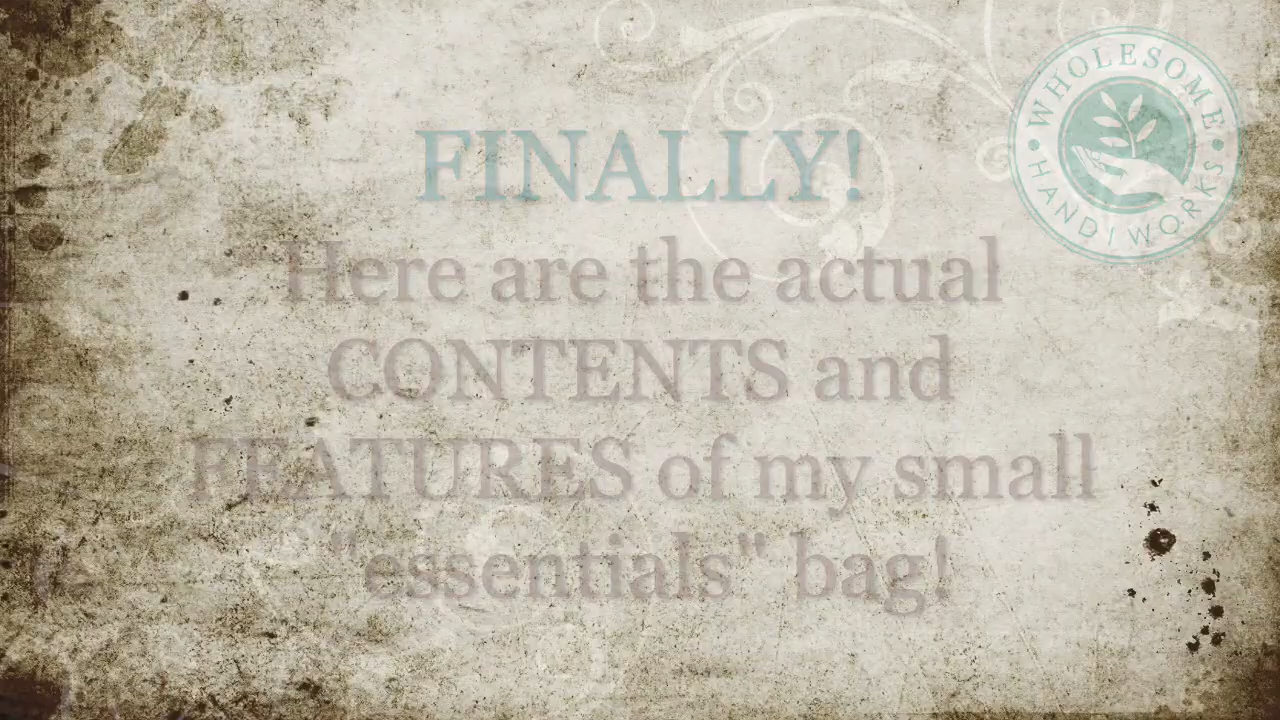 FINALLY!
Here are the actual
CONTENTS and
FEATURES of my small
"essentials" bag!
WHOLESOME
HANDIWORKS